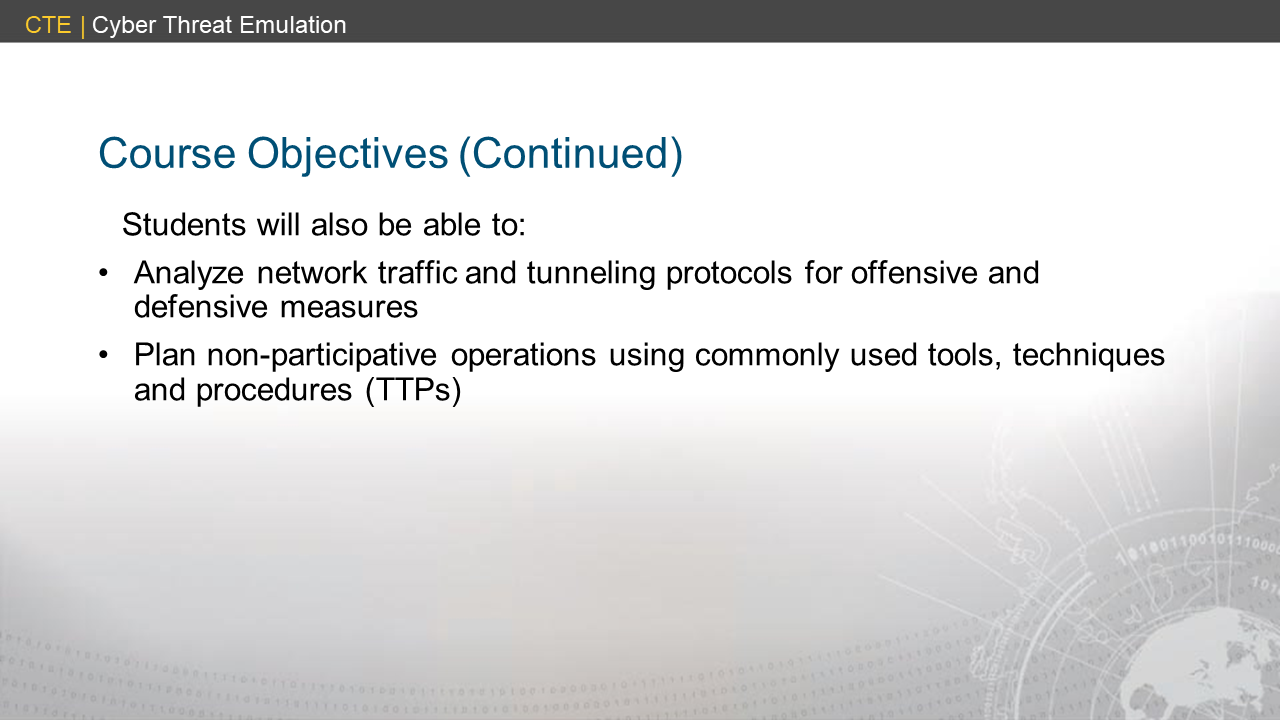 CTE | Cyber Threat Emulation
Course Objectives (Continued)
Students will also be able to:
• Analyze network traffic and tunneling protocols for offensive and
defensive measures
• Plan non-participative operations using commonly used tools, techniques
and procedures (TTPs)